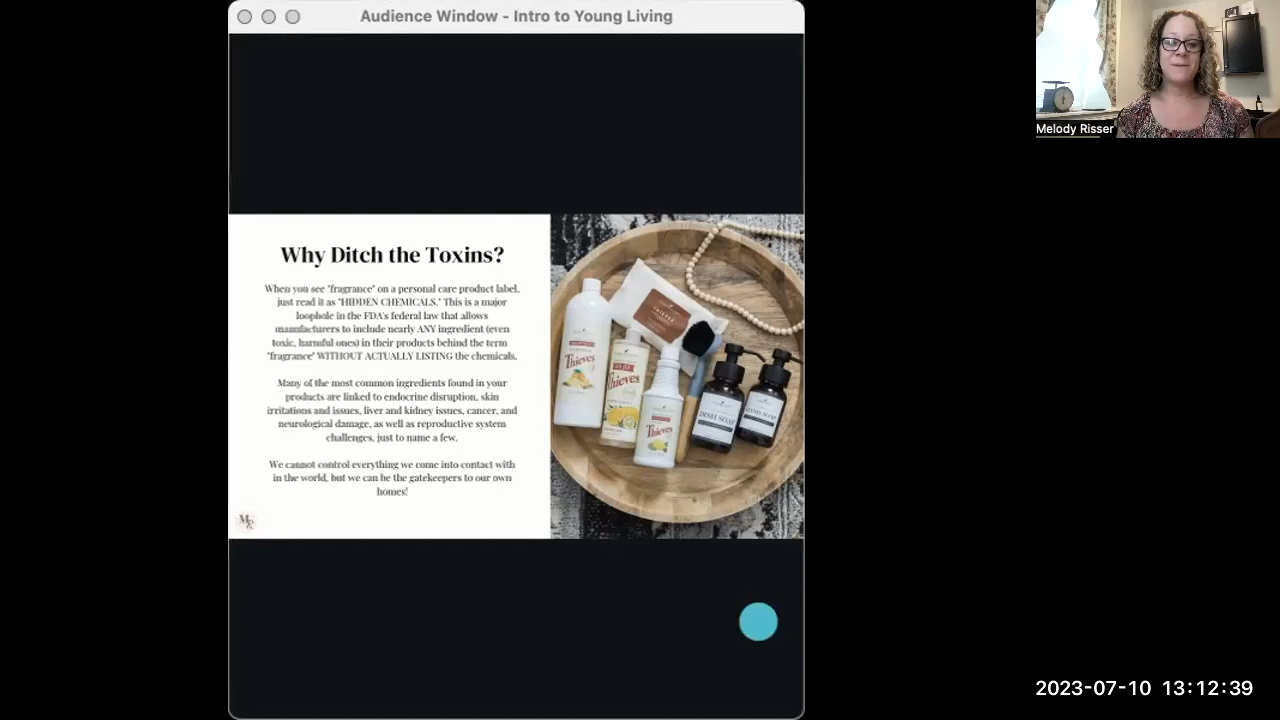 Audience Window - Intro to Young Living
Melody Risser
Why Ditch the Toxins?
When you see "fragrance" on a personal care product label,
just read it as "HIDDEN CHEMICALS." This is a major
loophole in the FDA's federal law that allows
manufacturers to include nearly ANY ingredient (even
toxic, harmful ones) in their products behind the term
"fragrance" WITHOUT ACTUALLY LISTING the chemicals.
Many of the most common ingredients found in your
products are linked to endocrine disruption, skin
irritations and issues, liver and kidney issues, cancer, and
neurological damage, as well as reproductive system
challenges, just to name a few.
We cannot control everything we come into contact with
in the world, but we can be the gatekeepers to our own
homes!
MR
THIEVES
Thieves
Thieves
Thieves
DISH SOAP
HAND SOAP
2023-07-10 13:12:39